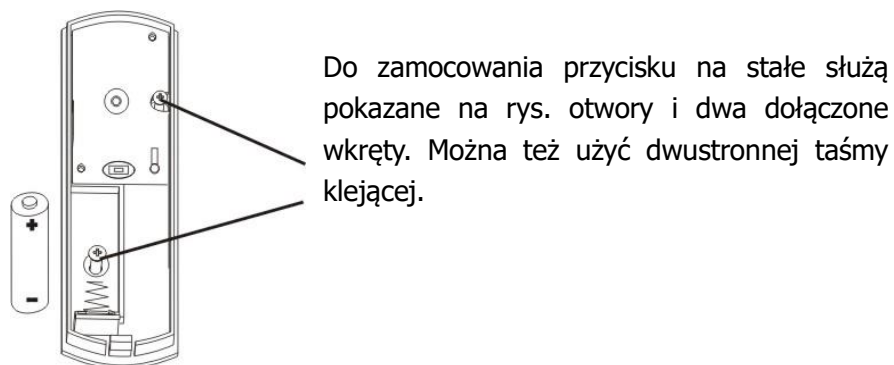 Do zamocowania przycisku na stałe służą
pokazane na rys. otwory i dwa dołączone
wkręty. Można też użyć dwustronnej taśmy
klejącej.